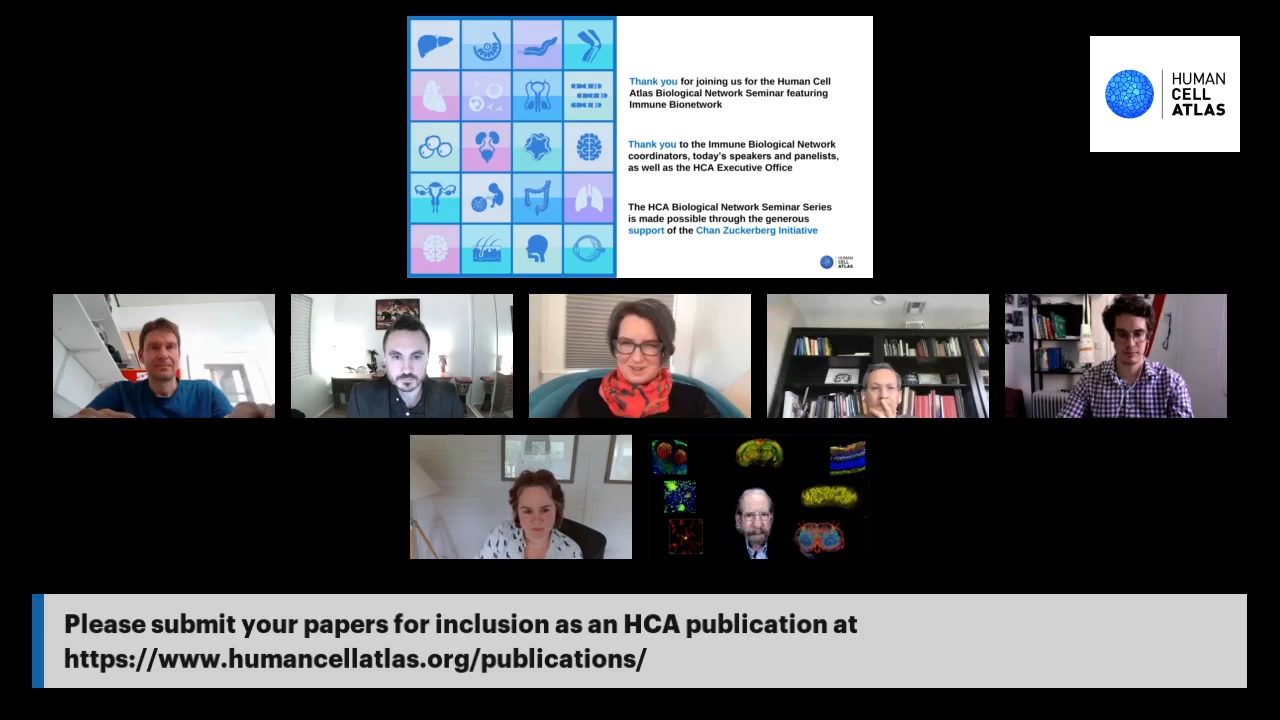 Thank you for joining us for the Human Cell
Atlas Biological Network Seminar featuring
Immune Bionetwork
Thank you to the Immune Biological Network
coordinators, today's speakers and panelists,
as well as the HCA Executive Office
The HCA Biological Network Seminar Series
is made possible through the generous
support of the Chan Zuckerberg Initiative
HUMAN
CELL
ATLAS
HUMAN
CELL
ATLAS
Please submit your papers for inclusion as an HCA publication at
https://www.humancellatlas.org/publications/